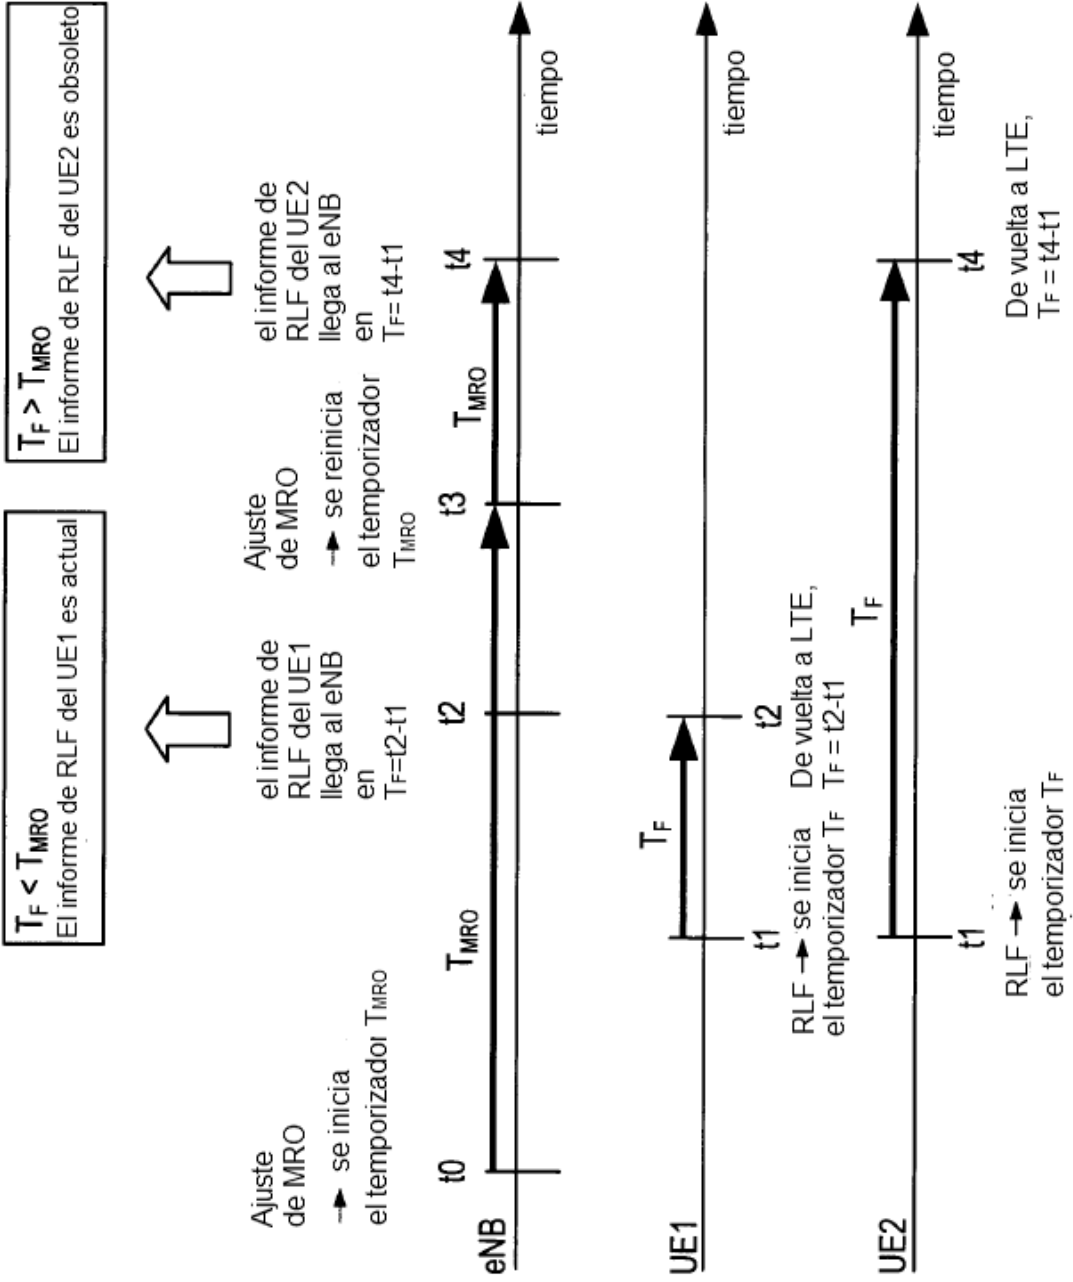 TF < TMRO
El informe de RLF del UE1 es actual
TF > TMRO
El informe de RLF del UE2 es obsoleto
Ajuste
de MRO
→ se inicia
el temporizador TMRO
el informe de
RLF del UE1
llega al eNB
en
TF=t2-t1
Ajuste
de MRO
→ se reinicia
el temporizador
TMRO
el informe de
RLF del UE2
llega al eNB
en
TF= t4-t1
t0
TMRO
t2
t3
TMRO
t4
eNB
tiempo
TF
UE1
t1
t2
tiempo
RLF → se inicia
el temporizador TF
De vuelta a LTE,
TF = t2-t1
TF
UE2
t1
t4
tiempo
RLF → se inicia
el temporizador TF
De vuelta a LTE,
TF = t4-t1